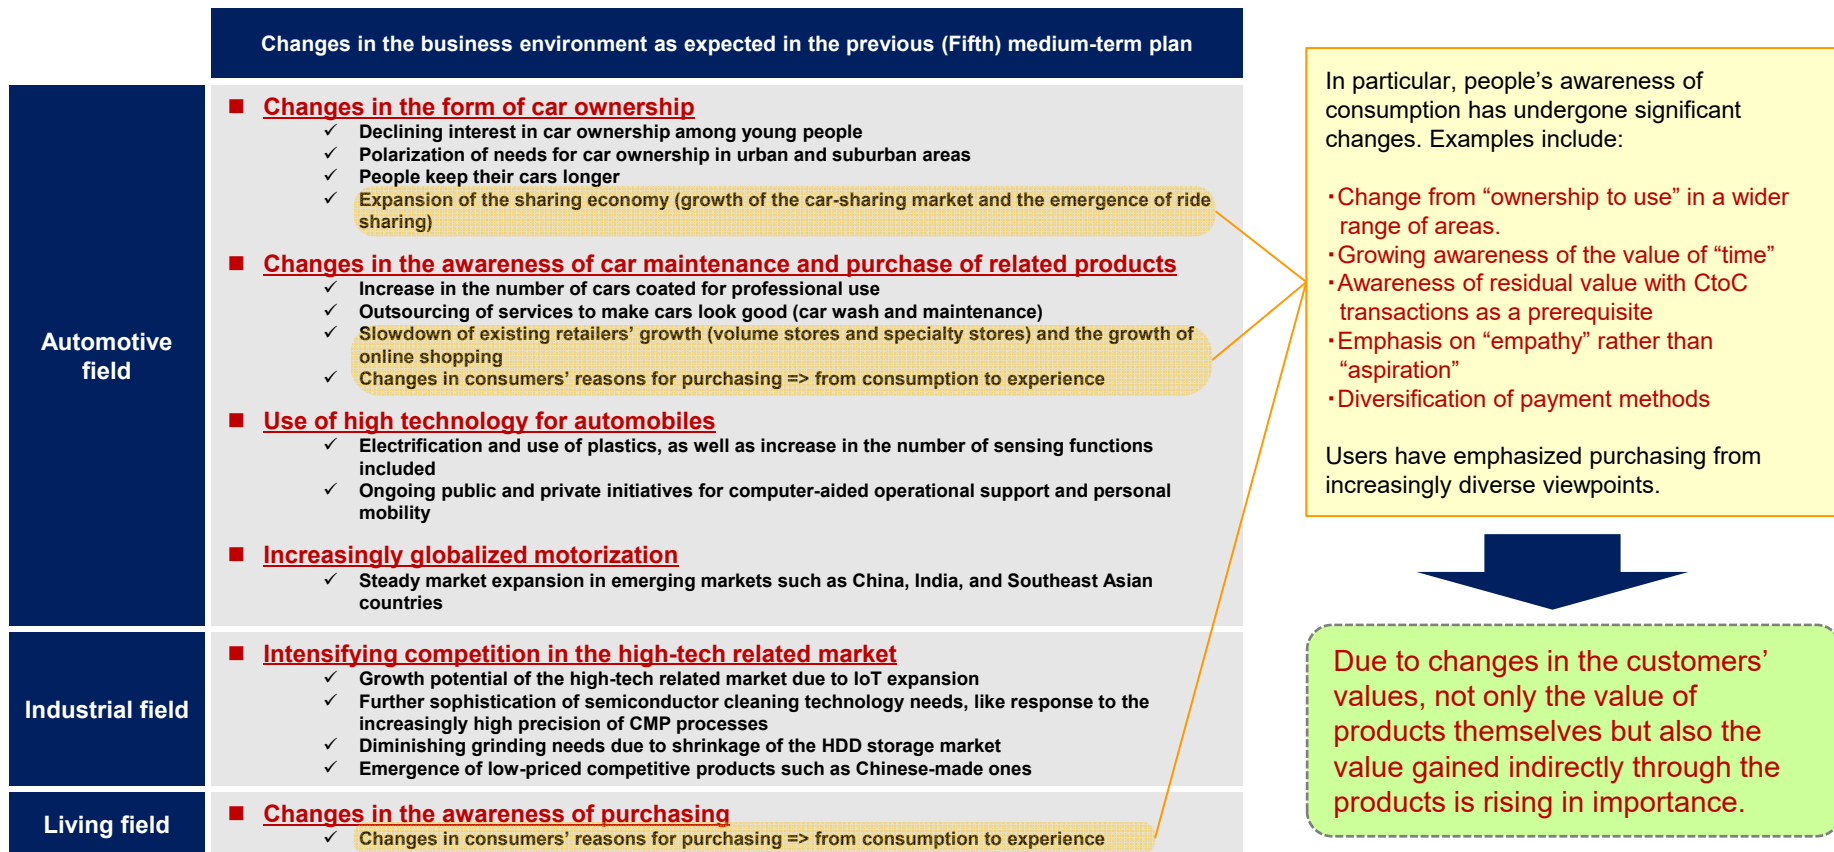 Changes in the business environment as expected in the previous (Fifth) medium-term plan
Automotive
field
■ Changes in the form of car ownership
✓ Declining interest in car ownership among young people
✓ Polarization of needs for car ownership in urban and suburban areas
✓ People keep their cars longer
✓ Expansion of the sharing economy (growth of the car-sharing market and the emergence of ride
sharing)
■ Changes in the awareness of car maintenance and purchase of related products
✓ Increase in the number of cars coated for professional use
✓ Outsourcing of services to make cars look good (car wash and maintenance)
✓ Slowdown of existing retailers’ growth (volume stores and specialty stores) and the growth of
online shopping
✓ Changes in consumers’ reasons for purchasing => from consumption to experience
■ Use of high technology for automobiles
✓ Electrification and use of plastics, as well as increase in the number of sensing functions
included
✓ Ongoing public and private initiatives for computer-aided operational support and personal
mobility
■ Increasingly globalized motorization
✓ Steady market expansion in emerging markets such as China, India, and Southeast Asian
countries
Industrial field
■ Intensifying competition in the high-tech related market
✓ Growth potential of the high-tech related market due to IoT expansion
✓ Further sophistication of semiconductor cleaning technology needs, like response to the
increasingly high precision of CMP processes
✓ Diminishing grinding needs due to shrinkage of the HDD storage market
✓ Emergence of low-priced competitive products such as Chinese-made ones
Living field
■ Changes in the awareness of purchasing
✓ Changes in consumers’ reasons for purchasing => from consumption to experience
In particular, people’s awareness of
consumption has undergone significant
changes. Examples include:
・Change from “ownership to use” in a wider
range of areas.
・Growing awareness of the value of “time”
・Awareness of residual value with CtoC
transactions as a prerequisite
・Emphasis on “empathy” rather than
“aspiration”
・Diversification of payment methods
Users have emphasized purchasing from
increasingly diverse viewpoints.
Due to changes in the customers’
values, not only the value of
products themselves but also the
value gained indirectly through the
products is rising in importance.